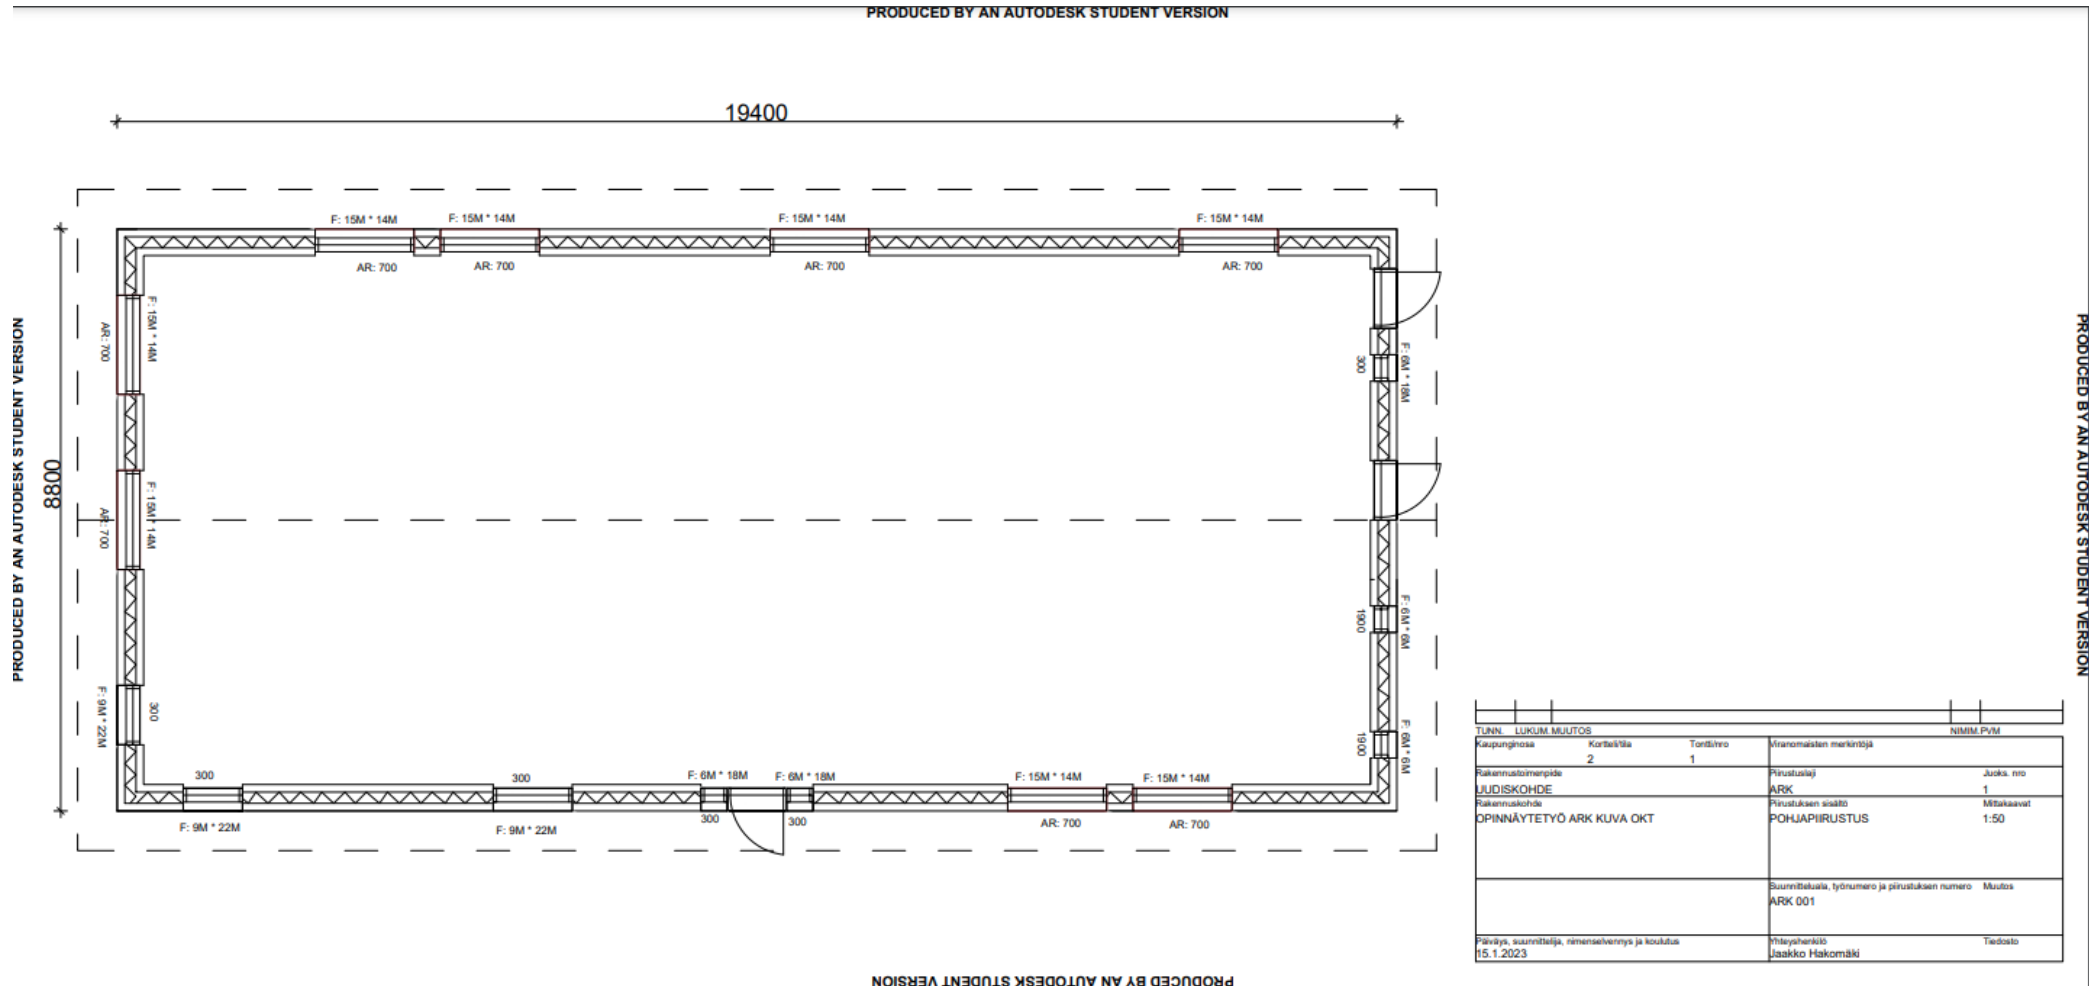 PRODUCED BY AN AUTODESK STUDENT VERSION
19400
F: 15M * 14M
F: 15M * 14M
F: 15M * 14M
F: 15M * 14M
AR: 700
AR: 700
AR: 700
AR: 700
PRODUCED BY AN AUTODESK STUDENT VERSION
8800
AR: 700
F: 15M * 14M
AR: 700
F: 15M * 14M
F: 9M * 22M
300
300
F: 6M * 18M
1900
F: 6M * 6M
1900
F: 6M * 6M
PRODUCED BY AN AUTODESK STUDENT VERSION
300
300
F: 6M * 18M
F: 6M * 18M
F: 15M * 14M
F: 15M * 14M
F: 9M * 22M
F: 9M * 22M
300
300
AR: 700
AR: 700
TUNN. LUKUM. MUUTOS NIMIM. PVM
Kaupunginosa Kortteli/tila Tontti/nro Viranomaisten merkintöjä
2 1
Rakennustoimenpide Piirustuslaji Juoks. nro
UUDISKOHDE ARK 1
Rakennuskohde Piirustuksen sisältö Mittakaavat
OPINNÄYTETYÖ ARK KUVA OKT POHJAPIIRUSTUS 1:50
Suunnitteluala, työnumero ja piirustuksen numero Muutos
ARK 001
Päiväys, suunnittelija, nimenselvennys ja koulutus Yhteyshenkilö Tiedosto
15.1.2023 Jaakko Hakomäki
PRODUCED BY AN AUTODESK STUDENT VERSION